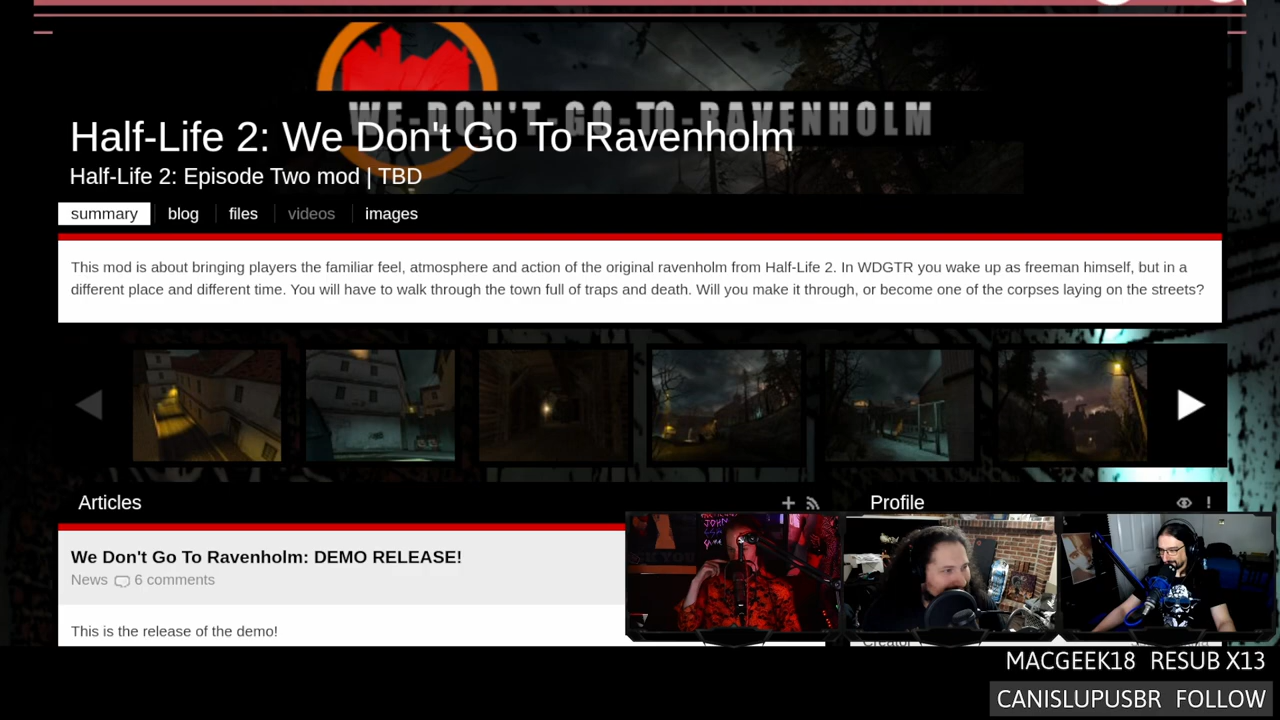 WE-DON'T-GO-TO-RAVENHOLM
Half-Life 2: We Don't Go To Ravenholm
Half-Life 2: Episode Two mod | TBD
summary blog files videos images
This mod is about bringing players the familiar feel, atmosphere and action of the original ravenholm from Half-Life 2. In WDGTR you wake up as freeman himself, but in a
different place and different time. You will have to walk through the town full of traps and death. Will you make it through, or become one of the corpses laying on the streets?
Articles
Profile
We Don't Go To Ravenholm: DEMO RELEASE!
News 6 comments
This is the release of the demo!
MACGEEK18 RESUB X13
CANISLUPUSBR FOLLOW